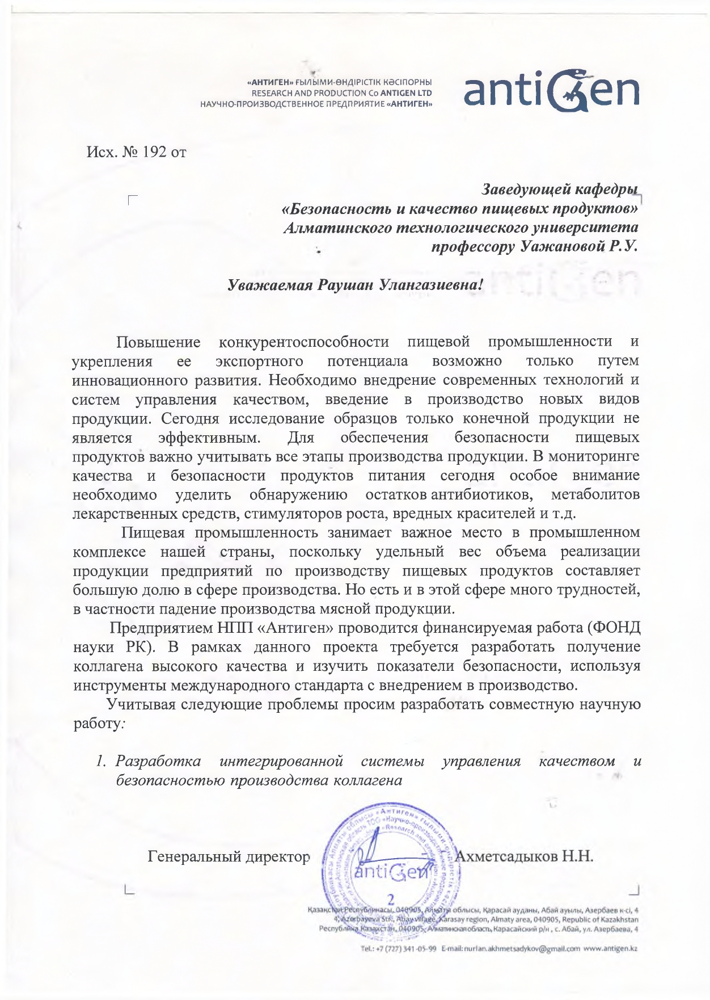 «АНТИГЕН» ҒЫЛЫМИ-ӨНДІРІСТІК КӘСІПОРНЫ
RESEARCH AND PRODUCTION Co ANTIGEN LTD
НАУЧНО-ПРОИЗВОДСТВЕННОЕ ПРЕДПРИЯТИЕ «АНТИГЕН»
antiGen
Исх. № 192 от
Заведующей кафедры
«Безопасность и качество пищевых продуктов»
Алматинского технологического университета
профессору Уажановой Р.У.
Уважаемая Раушан Улангазиевна!
Повышение конкурентоспособности пищевой промышленности и
укрепления ее экспортного потенциала возможно только путем
инновационного развития. Необходимо внедрение современных технологий и
систем управления качеством, введение в производство новых видов
продукции. Сегодня исследование образцов только конечной продукции не
является эффективным. Для обеспечения безопасности пищевых
продуктов важно учитывать все этапы производства продукции. В мониторинге
качества и безопасности продуктов питания сегодня особое внимание
необходимо уделить обнаружению остатков антибиотиков, метаболитов
лекарственных средств, стимуляторов роста, вредных красителей и т.д.
Пищевая промышленность занимает важное место в промышленном
комплексе нашей страны, поскольку удельный вес объема реализации
продукции предприятий по производству пищевых продуктов составляет
большую долю в сфере производства. Но есть и в этой сфере много трудностей,
в частности падение производства мясной продукции.
Предприятием НПП «Антиген» проводится финансируемая работа (ФОНД
науки РК). В рамках данного проекта требуется разработать получение
коллагена высокого качества и изучить показатели безопасности, используя
инструменты международного стандарта с внедрением в производство.
Учитывая следующие проблемы просим разработать совместную научную
работу:
1. Разработка интегрированной системы управления качеством и
безопасностью производства коллагена
Генеральный директор Ахметсадыков Н.Н.
antiGen
2
Қазақстан Республикасы, 040905, Алматы облысы, Қарасай ауданы, Абай ауылы, Азербаев к-сі, 4
4, Azerbayeva Str., Abay village, Karasay region, Almaty area, 040905, Republic of Kazakhstan
Республика Казахстан, 040905, Алматинская область, Карасайский р/н , с. Абай, ул. Азербаева, 4
Tel.: +7 (727) 341-05-99 E-mail: nurlan.akhmetsadykov@gmail.com www.antigen.kz